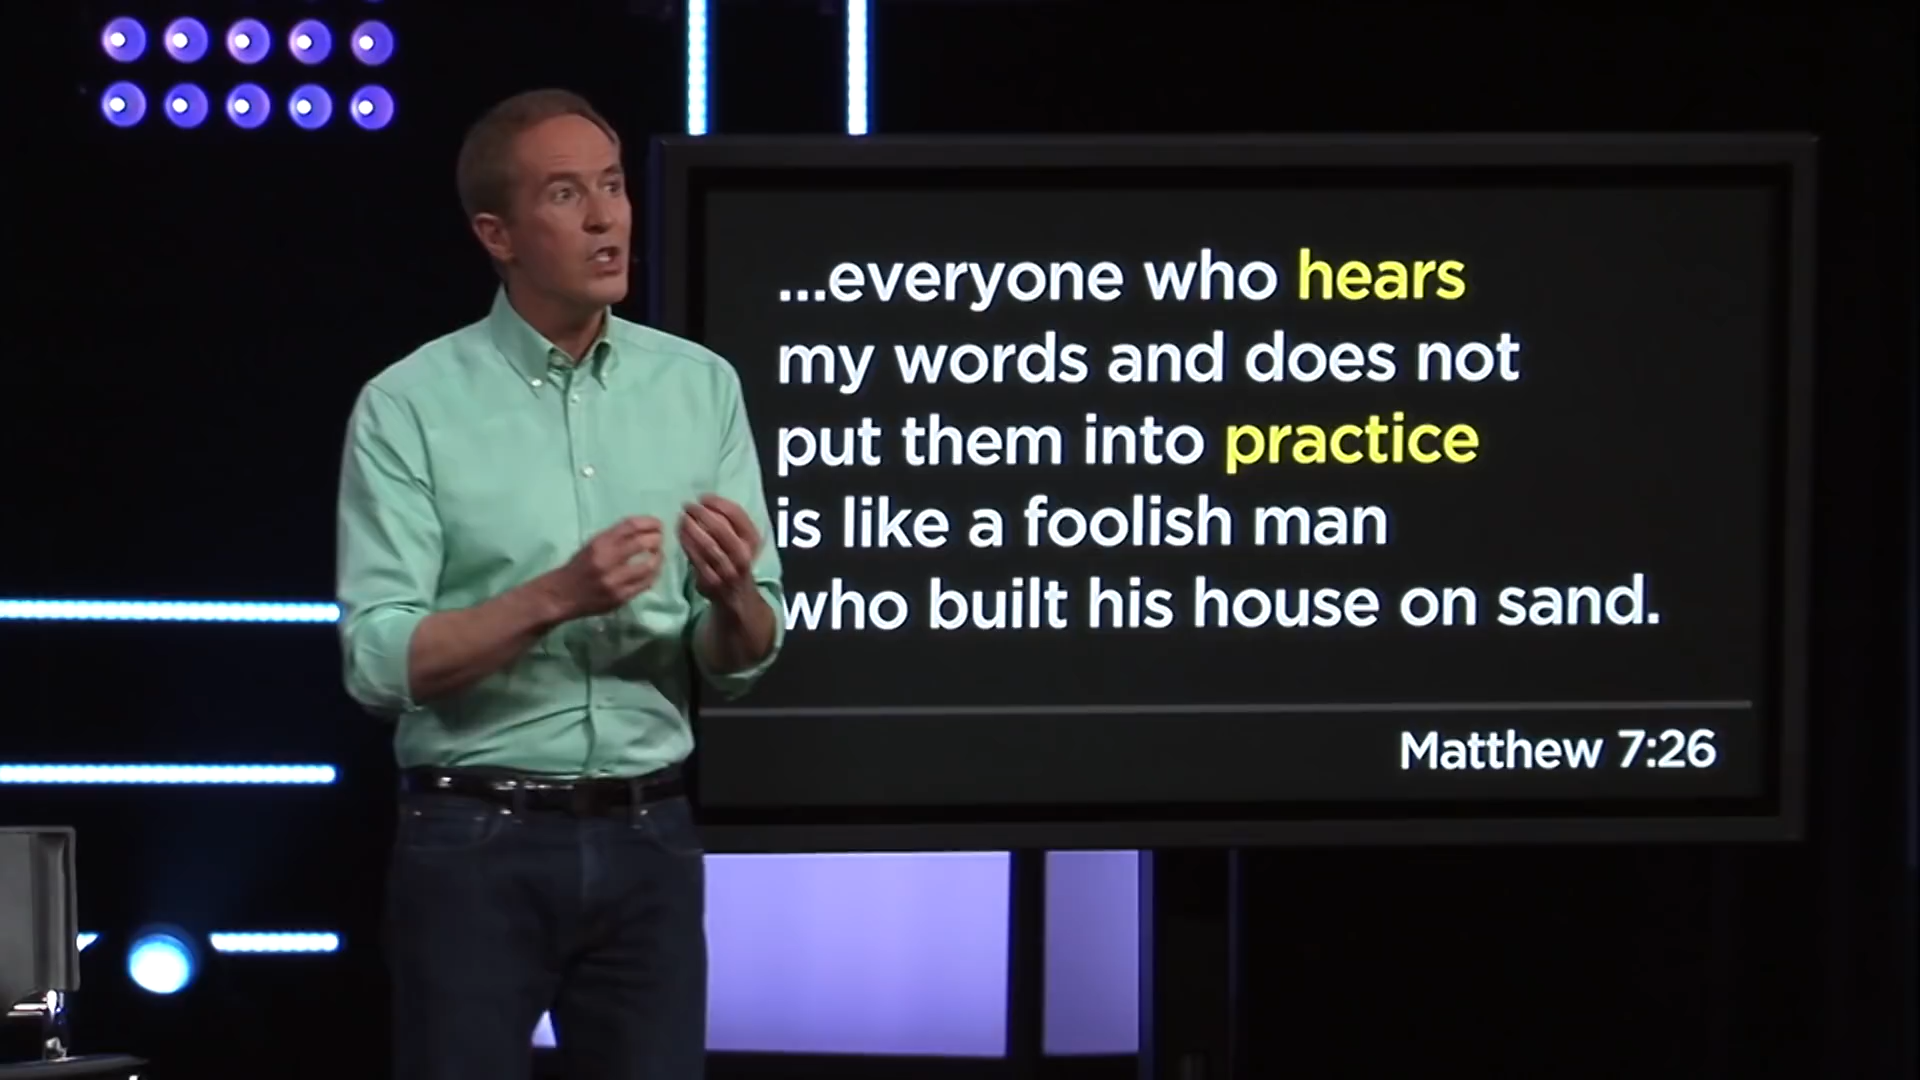 ...everyone who hears
my words and does not
put them into practice
is like a foolish man
who built his house on sand.
Matthew 7:26